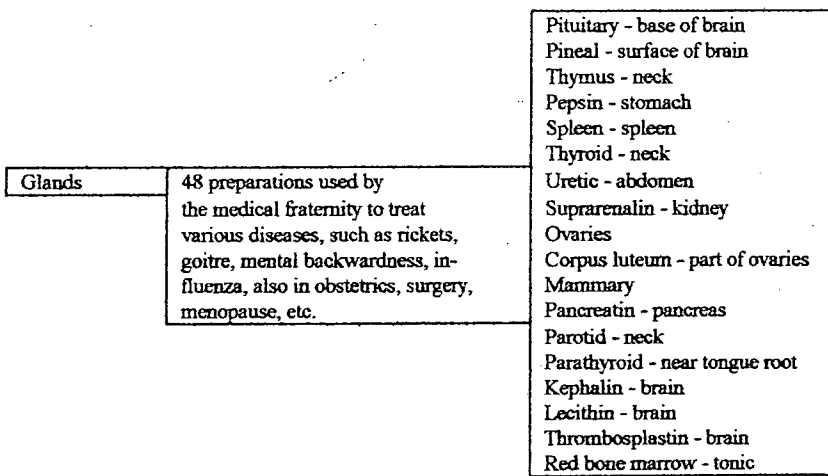 Glands
48 preparations used by
the medical fraternity to treat
various diseases, such as rickets,
goitre, mental backwardness, in-
fluenza, also in obstetrics, surgery,
menopause, etc.
Pituitary - base of brain
Pineal - surface of brain
Thymus - neck
Pepsin - stomach
Spleen - spleen
Thyroid - neck
Uretic - abdomen
Suprarenalin - kidney
Ovaries
Corpus luteum - part of ovaries
Mammary
Pancreatin - pancreas
Parotid - neck
Parathyroid - near tongue root
Kephalin - brain
Lecithin - brain
Thrombosplastin - brain
Red bone marrow - tonic